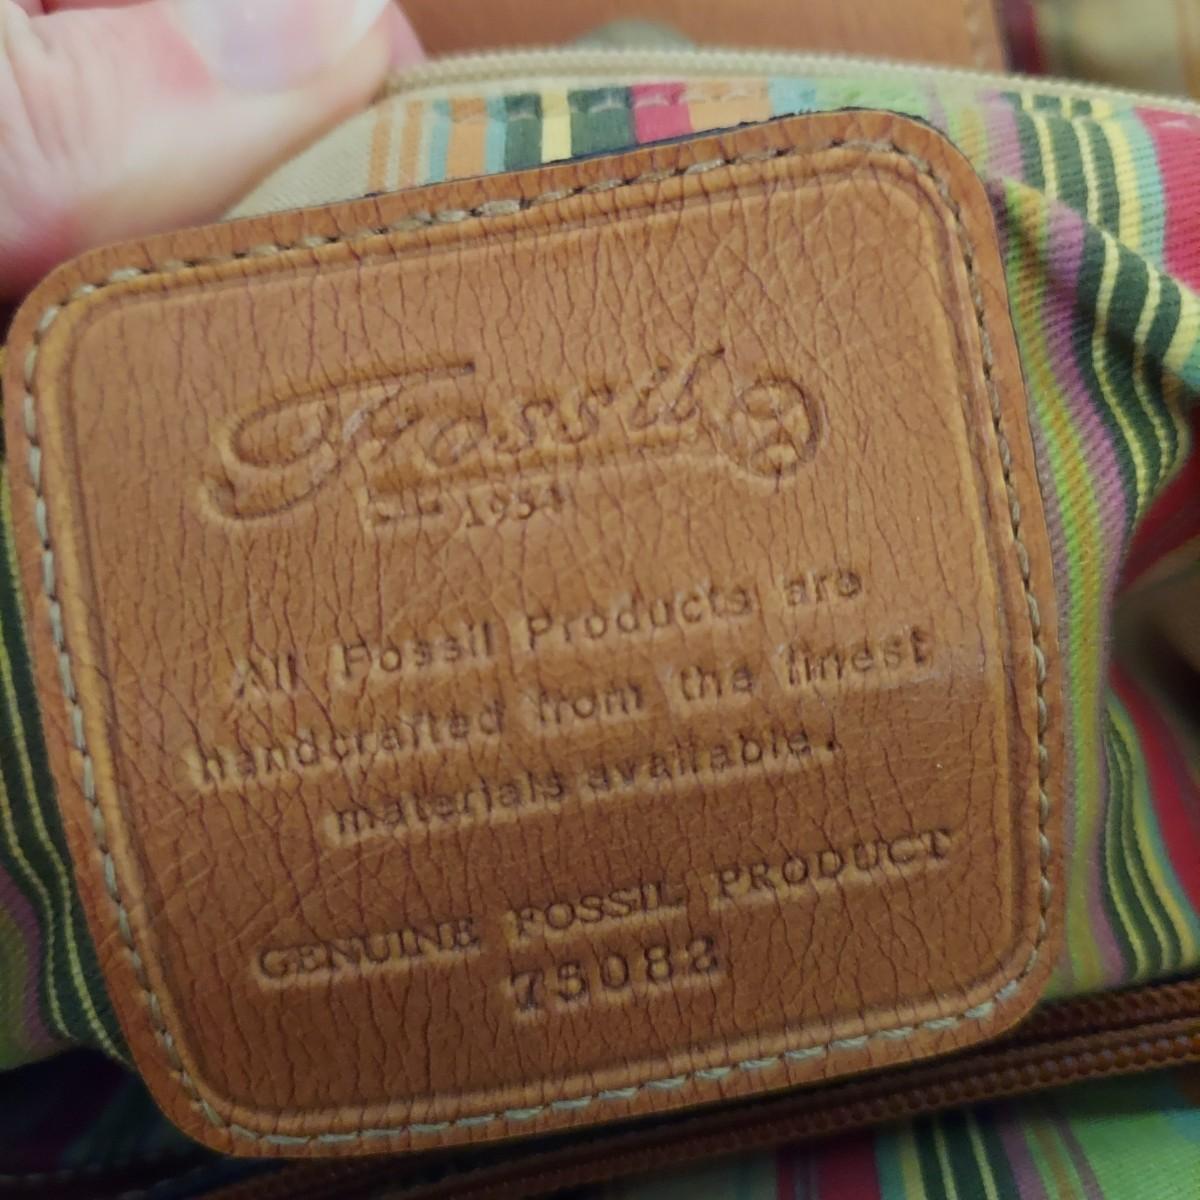 Fossil
1954
All Fossil Products are
handcrafted from the finest
materials available.
GENUINE FOSSIL PRODUCT
75082